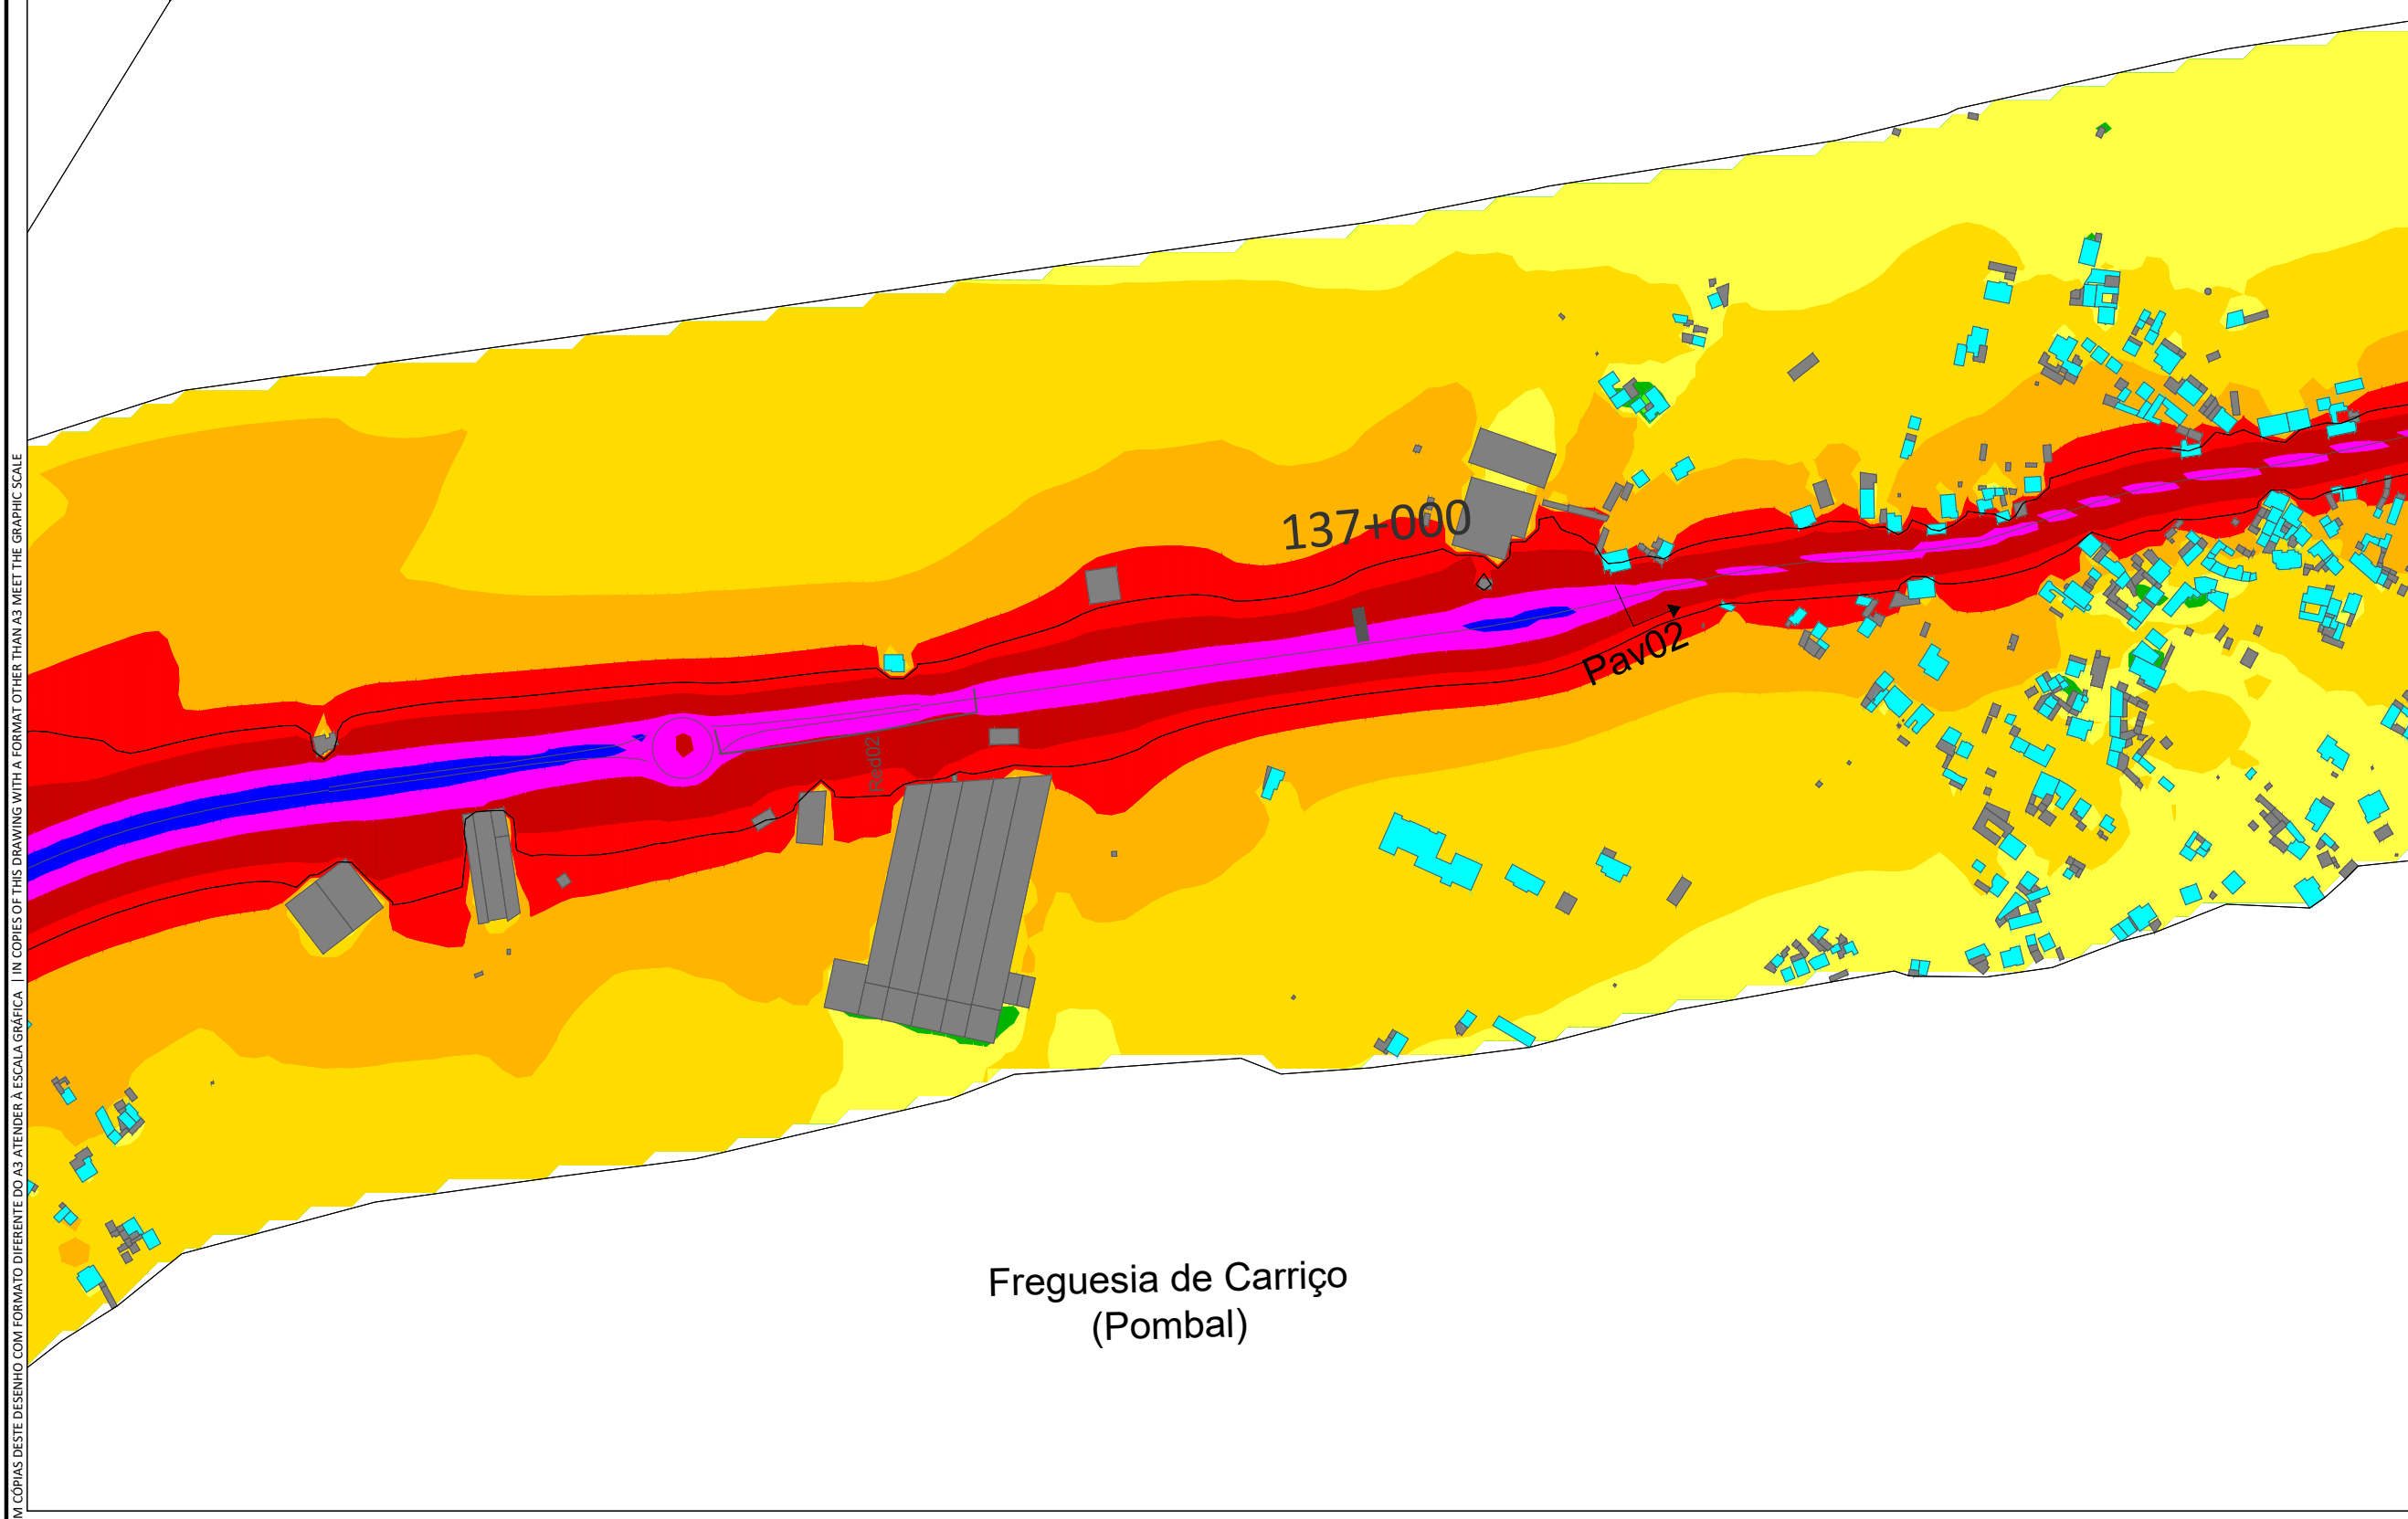 M CÓPIAS DESTE DESENHO COM FORMATO DIFERENTE DO A3 ATENDER À ESCALA GRÁFICA | IN COPIES OF THIS DRAWING WITH A FORMAT OTHER THAN A3 MEET THE GRAPHIC SCALE
137+000
Pav02
Red02
Freguesia de Carriço
(Pombal)